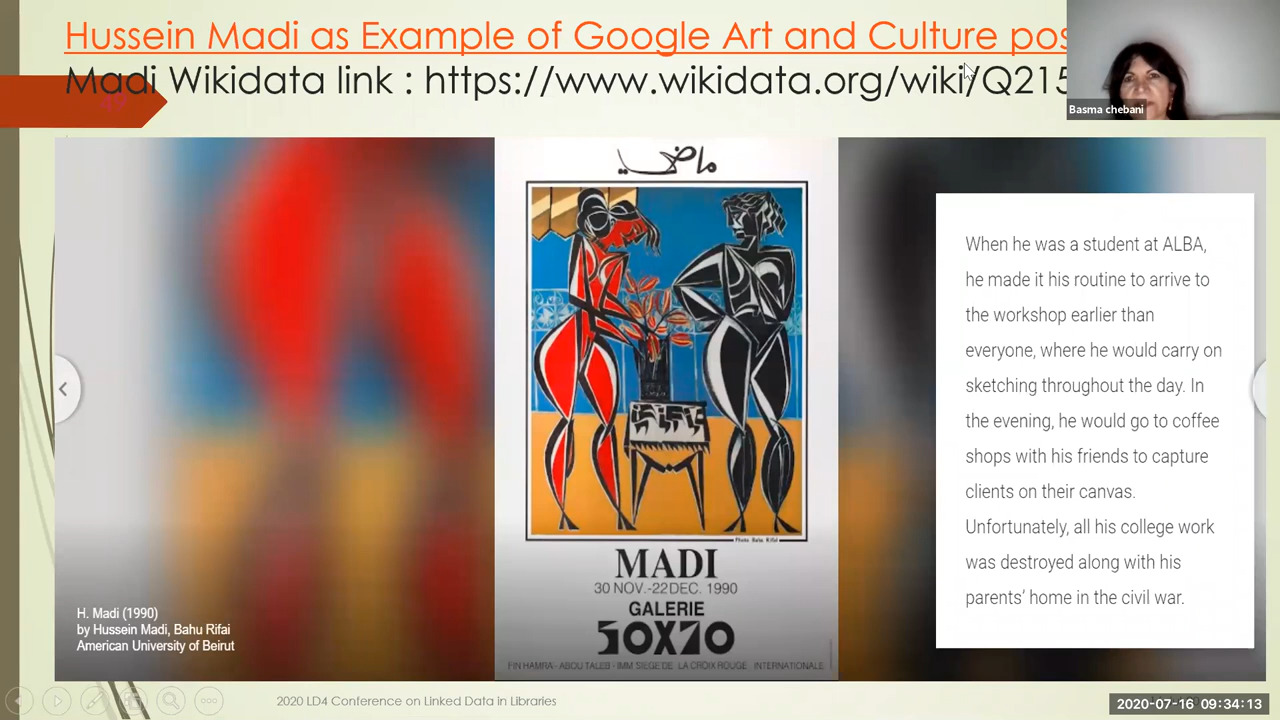 Hussein Madi as Example of Google Art and Culture pos
Madi Wikidata link : https://www.wikidata.org/wiki/Q215
49
Basma chebani
ماضي
Photo. Bahu. Rifai
MADI
30 NOV.-22 DEC. 1990
GALERIE
50X70
FIN HAMRA - ABOU TALEB - IMM SIEGE DE LA CROIX ROUGE INTERNATIONALE
When he was a student at ALBA,
he made it his routine to arrive to
the workshop earlier than
everyone, where he would carry on
sketching throughout the day. In
the evening, he would go to coffee
shops with his friends to capture
clients on their canvas.
Unfortunately, all his college work
was destroyed along with his
parents’ home in the civil war.
H. Madi (1990)
by Hussein Madi, Bahu Rifai
American University of Beirut
2020 LD4 Conference on Linked Data in Libraries
2020-07-16 09:34:13